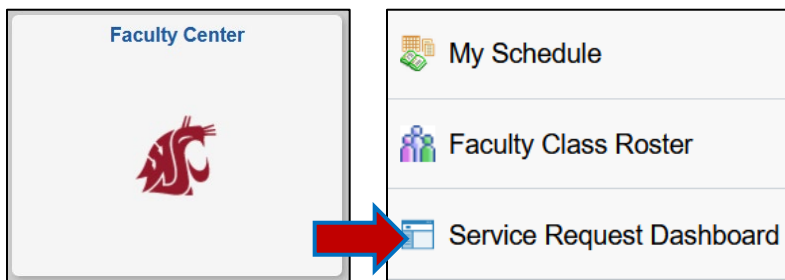 Faculty Center
My Schedule
Faculty Class Roster
Service Request Dashboard